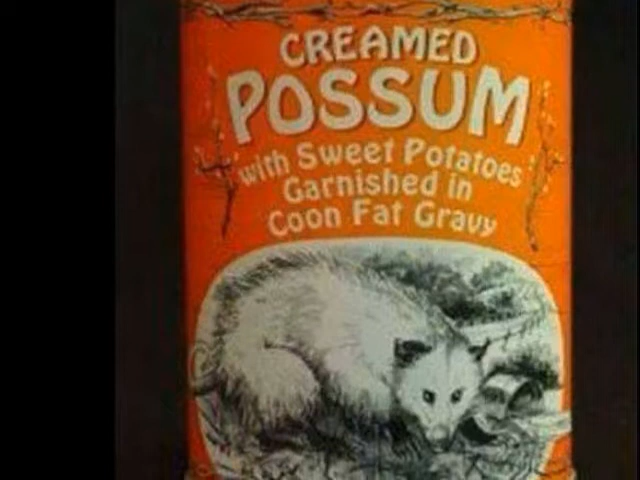 CREAMED
POSSUM
with Sweet Potatoes
Garnished in
Coon Fat Gravy